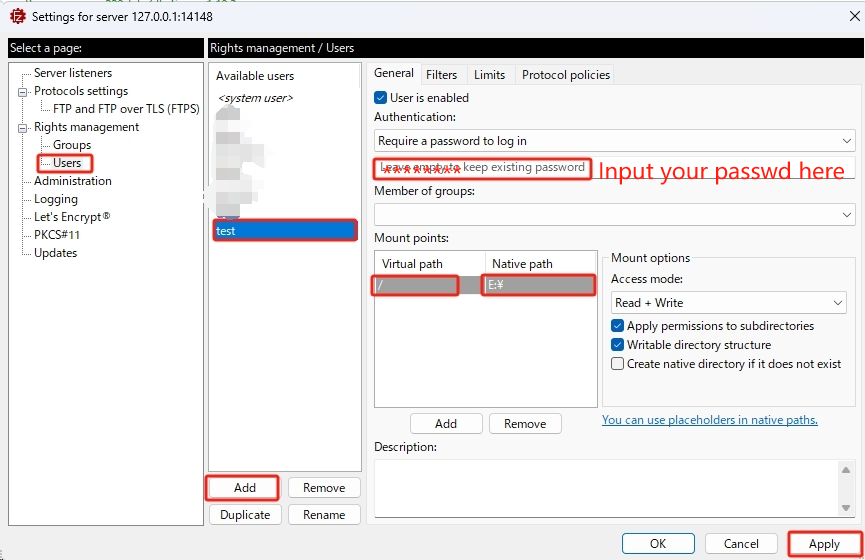 Settings for server 127.0.0.1:14148
Select a page:
Server listeners
Protocols settings
FTP and FTP over TLS (FTPS)
Rights management
Groups
Users
Administration
Logging
Let's Encrypt®
PKCS#11
Updates
Rights management / Users
Available users
<system user>
test
Add
Remove
Duplicate
Rename
General
Filters
Limits
Protocol policies
User is enabled
Authentication:
Require a password to log in
Leave empty to keep existing password
********
Input your passwd here
Member of groups:
Mount points:
Virtual path
Native path
/
E:¥
Add
Remove
Mount options
Access mode:
Read + Write
Apply permissions to subdirectories
Writable directory structure
Create native directory if it does not exist
You can use placeholders in native paths.
Description:
OK
Cancel
Apply